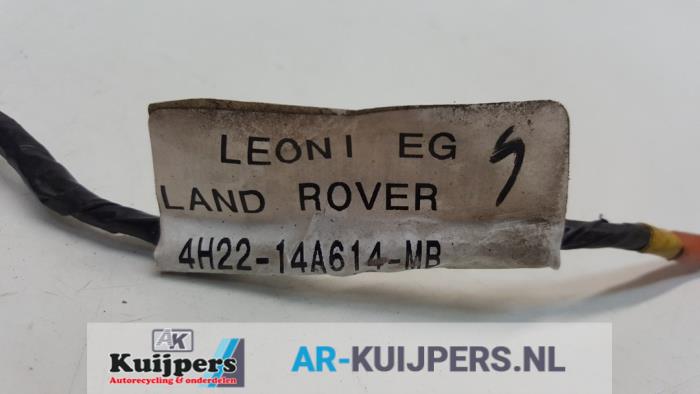 LEONI EG
LAND ROVER
4H22-14A614-MB
AK
Kuijpers
Autorecycling & onderdelen
AR-KUIJPERS.NL